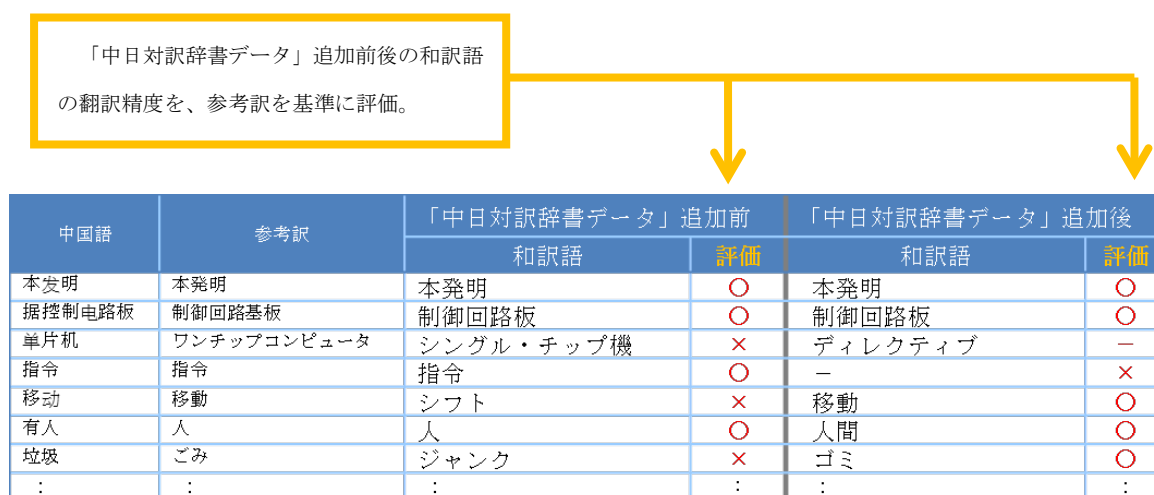 「中日対訳辞書データ」追加前後の和訳語
の翻訳精度を、参考訳を基準に評価。
中国語 参考訳 「中日対訳辞書データ」追加前 「中日対訳辞書データ」追加後
和訳語 評価 和訳語 評価
本发明 本発明 本発明 ○ 本発明 ○
据控制电路板 制御回路基板 制御回路板 ○ 制御回路板 ○
单片机 ワンチップコンピュータ シングル・チップ機 × ディレクティブ －
指令 指令 指令 ○ － ×
移动 移動 シフト × 移動 ○
有人 人 人 ○ 人間 ○
垃圾 ごみ ジャンク × ゴミ ○
： ： ： ： ： ：